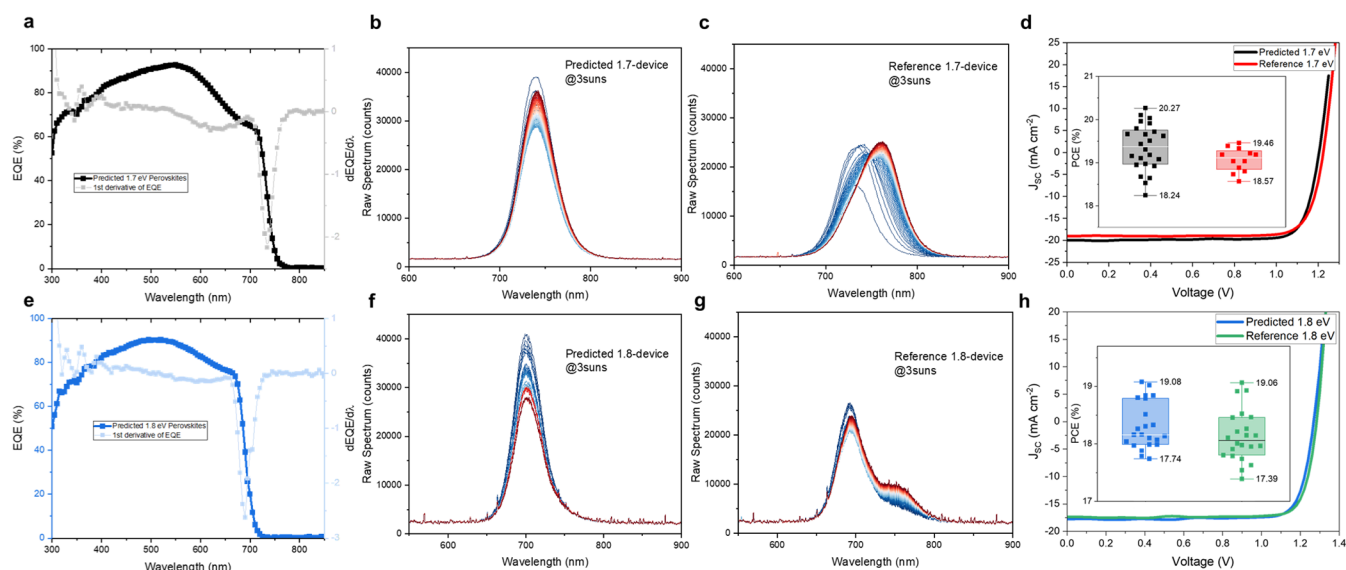 a
EQE (%)
100
80
60
40
20
0
Predicted 1.7 eV Perovskites
1st derivative of EQE
1
0
-1
-2
dEQE/dλ
300 400 500 600 700 800
Wavelength (nm)
b
Raw Spectrum (counts)
40000
30000
20000
10000
0
Predicted 1.7-device
@3suns
600 700 800 900
Wavelength (nm)
c
Raw Spectrum (counts)
40000
30000
20000
10000
0
Reference 1.7-device
@3suns
600 700 800 900
Wavelength (nm)
d
JSC (mA cm-2)
25
20
15
10
5
0
-5
-10
-15
-20
-25
Predicted 1.7 eV
Reference 1.7 eV
PCE (%)
21
20
19
18
20.27
19.46
18.57
18.24
0.0 0.2 0.4 0.6 0.8 1.0 1.2
Voltage (V)
e
EQE (%)
100
80
60
40
20
0
Predicted 1.8 eV Perovskites
1st derivative of EQE
1
0
-1
-2
-3
dEQE/dλ
300 400 500 600 700 800
Wavelength (nm)
f
Raw Spectrum (counts)
40000
30000
20000
10000
0
Predicted 1.8-device
@3suns
600 700 800 900
Wavelength (nm)
g
Raw Spectrum (counts)
40000
30000
20000
10000
0
Reference 1.8-device
@3suns
600 700 800 900
Wavelength (nm)
h
JSC (mA cm-2)
20
15
10
5
0
-5
-10
-15
-20
Predicted 1.8 eV
Reference 1.8 eV
PCE (%)
19
18
17
19.08
19.06
17.74
17.39
0.0 0.2 0.4 0.6 0.8 1.0 1.2 1.4
Voltage (V)